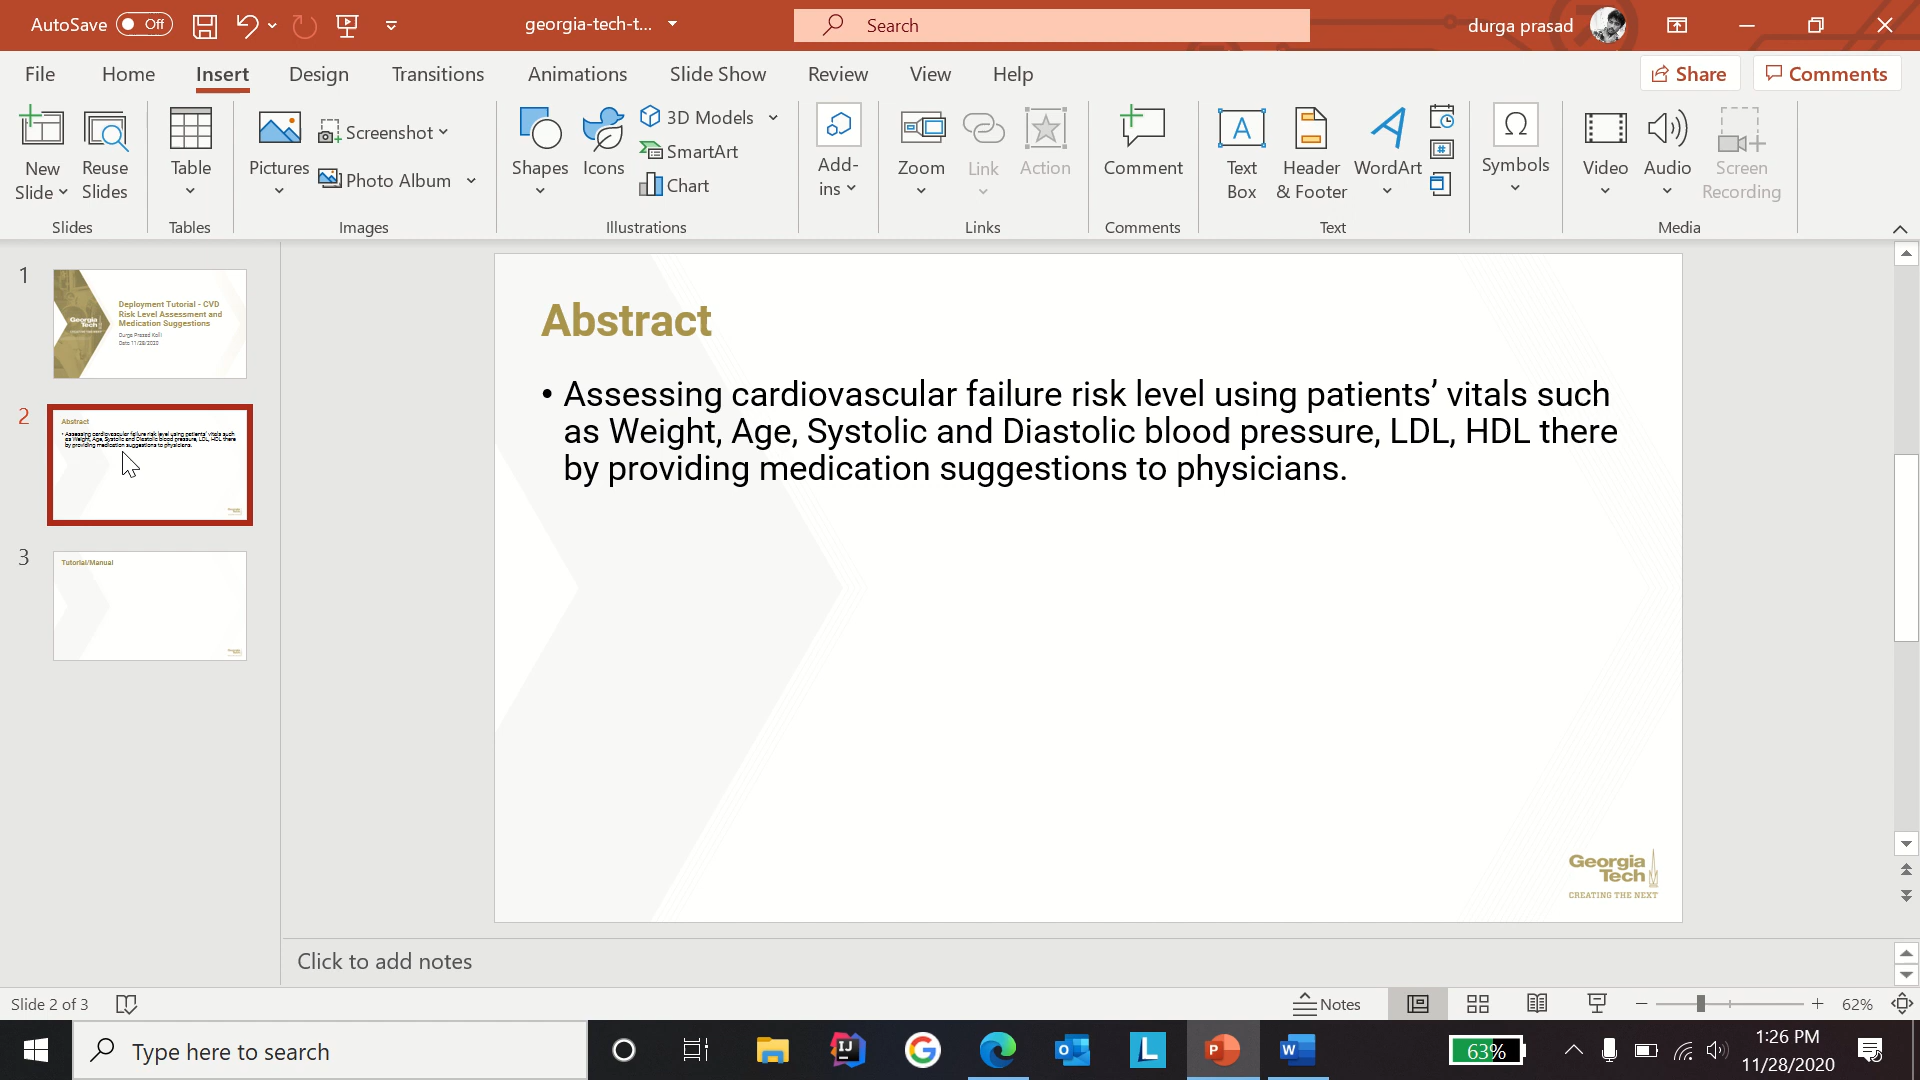 AutoSave Off georgia-tech-t... Search durga prasad
File Home Insert Design Transitions Animations Slide Show Review View Help Share Comments
New Slide
Reuse Slides
Slides
Table
Tables
Pictures
Screenshot
Photo Album
Images
Shapes
Icons
3D Models
SmartArt
Chart
Illustrations
Add-ins
Zoom
Link
Action
Links
Comment
Comments
Text Box
Header & Footer
WordArt
Text
Symbols
Video
Audio
Screen Recording
Media
1
Deployment Tutorial - CVD
Risk Level Assessment and
Medication Suggestions
Durga Prasad Kolli
Date 11/28/2020
Georgia Tech
2
Abstract
• Assessing cardiovascular failure risk level using patients’ vitals such
as Weight, Age, Systolic and Diastolic blood pressure, LDL, HDL there
by providing medication suggestions to physicians.
3
Tutorial/Manual
Abstract
• Assessing cardiovascular failure risk level using patients’ vitals such
as Weight, Age, Systolic and Diastolic blood pressure, LDL, HDL there
by providing medication suggestions to physicians.
Georgia
Tech
CREATING THE NEXT
Click to add notes
Slide 2 of 3 Notes 62%
Type here to search 63% 1:26 PM
11/28/2020